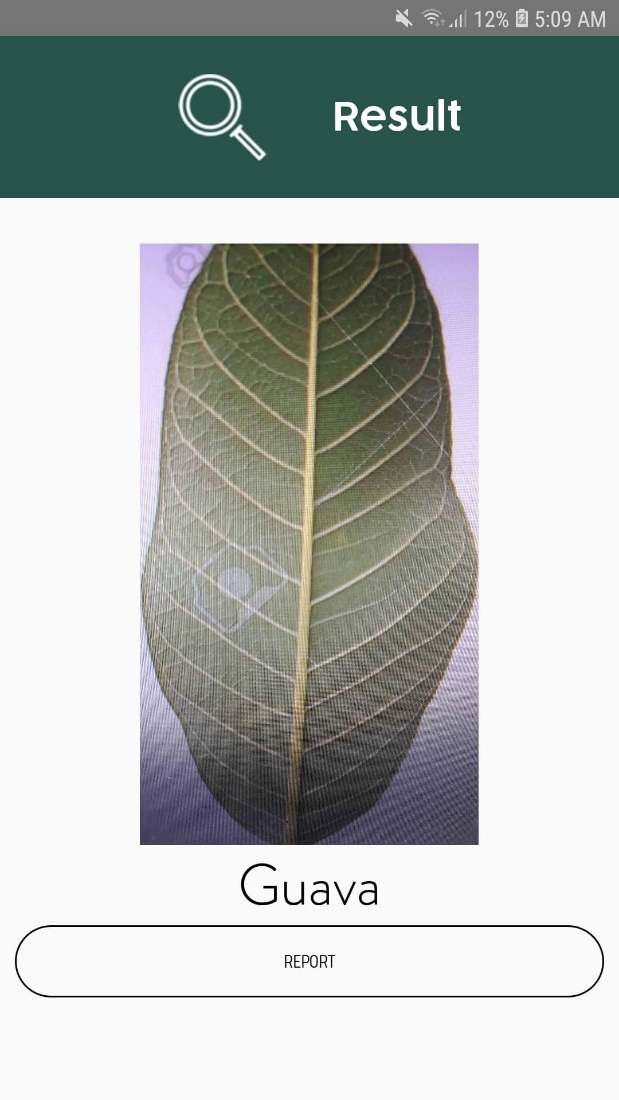 12% 5:09 AM
Result
Guava
REPORT